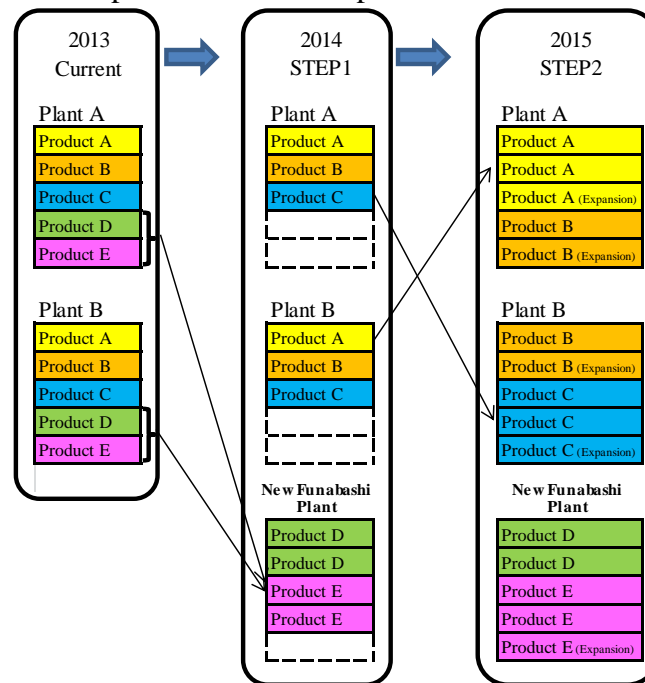 2013
Current
Plant A
Product A
Product B
Product C
Product D
Product E
Plant B
Product A
Product B
Product C
Product D
Product E
2014
STEP1
Plant A
Product A
Product B
Product C
Plant B
Product A
Product B
Product C
New Funabashi
Plant
Product D
Product D
Product E
Product E
2015
STEP2
Plant A
Product A
Product A
Product A (Expansion)
Product B
Product B (Expansion)
Plant B
Product B
Product B (Expansion)
Product C
Product C
Product C (Expansion)
New Funabashi
Plant
Product D
Product D
Product E
Product E
Product E (Expansion)